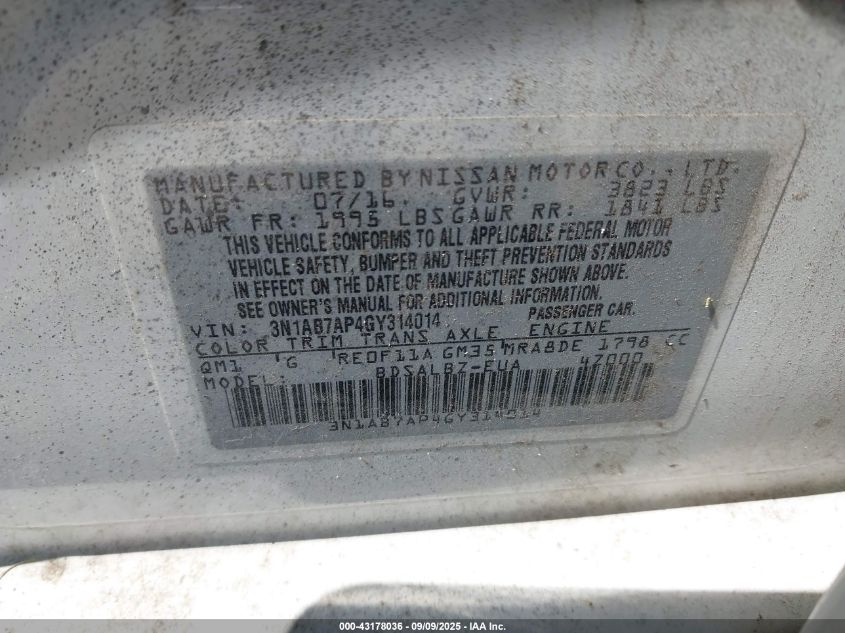 MANUFACTURED BY NISSAN MOTOR CO., LTD.
DATE: 07/16 GVWR: 3823 LBS
GAWR FR: 1995 LBS GAWR RR: 1841 LBS
THIS VEHICLE CONFORMS TO ALL APPLICABLE FEDERAL MOTOR
VEHICLE SAFETY, BUMPER AND THEFT PREVENTION STANDARDS
IN EFFECT ON THE DATE OF MANUFACTURE SHOWN ABOVE.
SEE OWNER'S MANUAL FOR ADDITIONAL INFORMATION.
VIN: 3N1AB7AP4GY314014 PASSENGER CAR.
COLOR TRIM TRANS AXLE ENGINE
QM1 'G 'RE0F11A GM35'MRA8DE 1798 CC
MODEL: BDSALBZ-EUA 47000
3N1AB7AP4GY314014
000-43178036 - 09/09/2025 - IAA Inc.